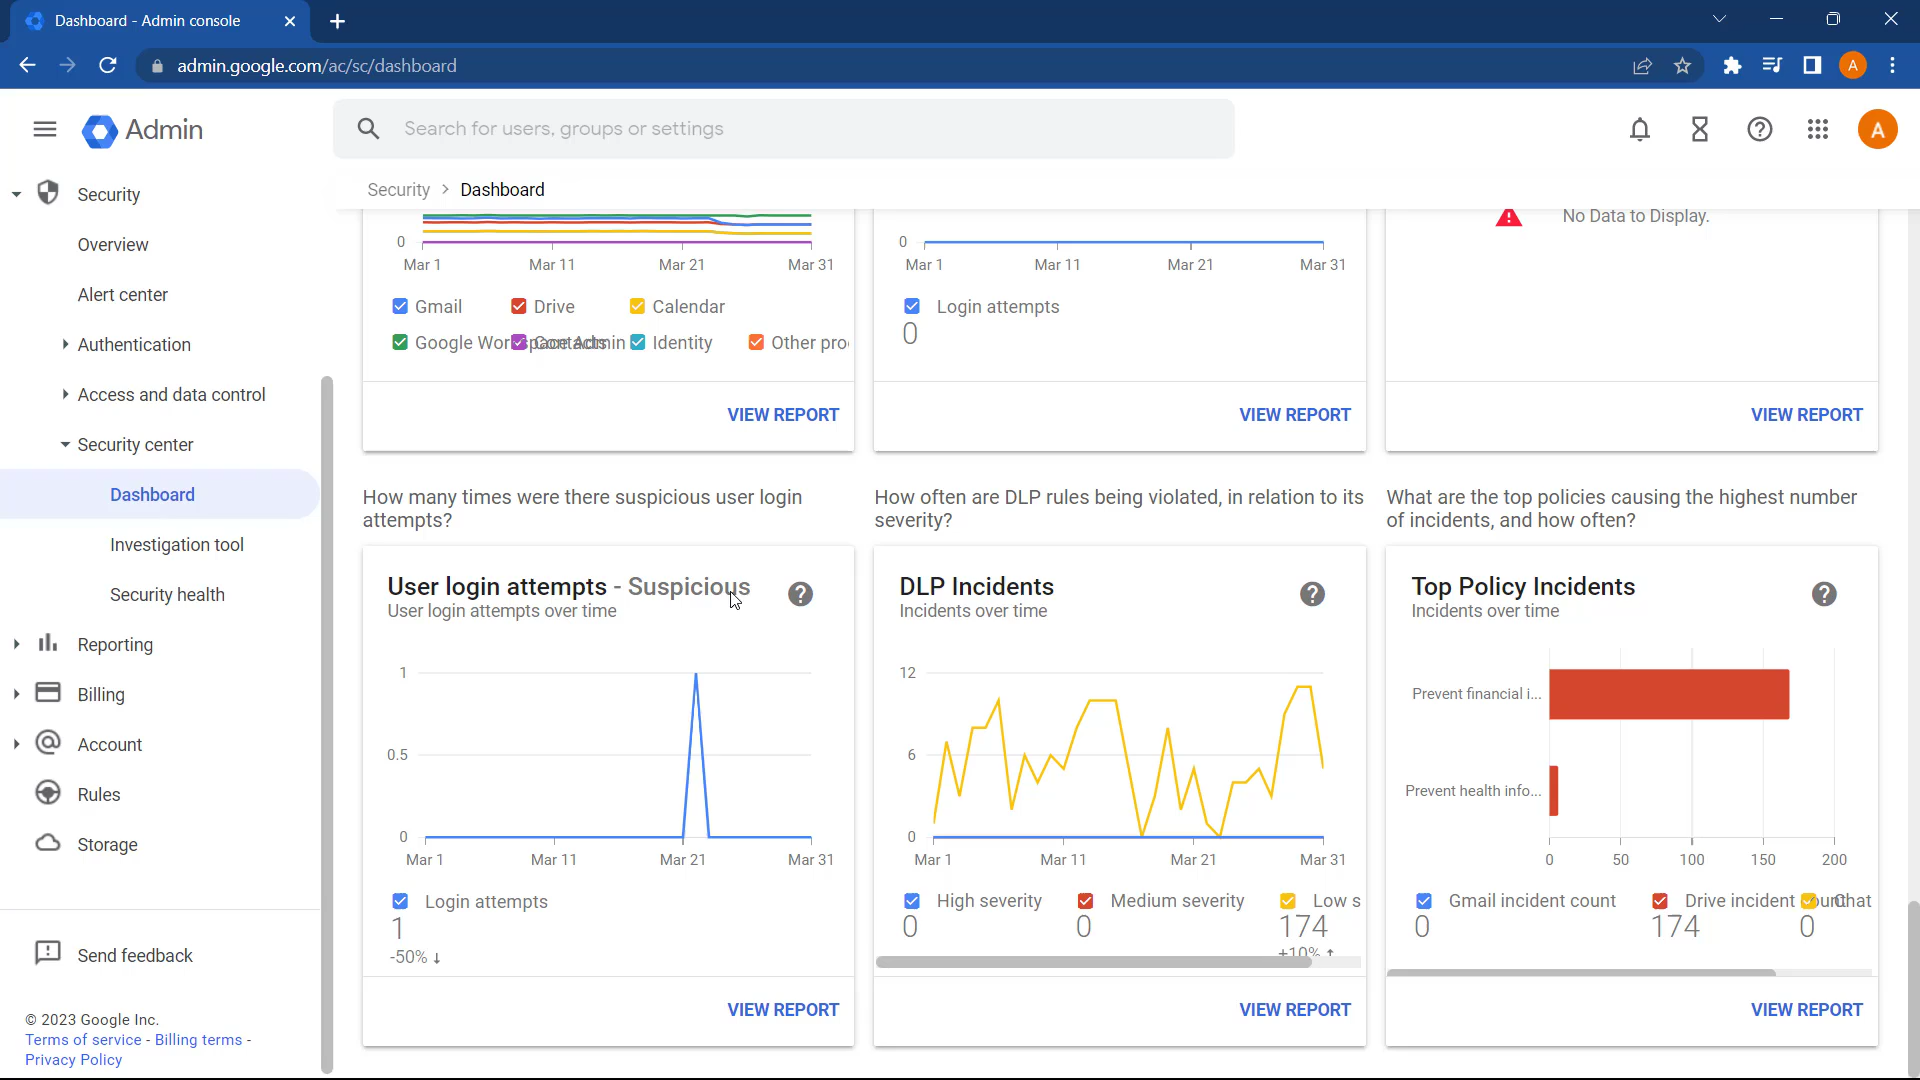 Dashboard - Admin console
admin.google.com/ac/sc/dashboard
A
Admin
Search for users, groups or settings
A
Security
Overview
Alert center
Authentication
Access and data control
Security center
Dashboard
Investigation tool
Security health
Reporting
Billing
Account
Rules
Storage
Send feedback
© 2023 Google Inc.
Terms of service - Billing terms -
Privacy Policy
Security > Dashboard
0
Mar 1 Mar 11 Mar 21 Mar 31
Gmail Drive Calendar
Google Workspace Admin Contacts Identity Other pro
VIEW REPORT
0
Mar 1 Mar 11 Mar 21 Mar 31
Login attempts
0
VIEW REPORT
No Data to Display.
VIEW REPORT
How many times were there suspicious user login
attempts?
User login attempts - Suspicious
User login attempts over time
1
0.5
0
Mar 1 Mar 11 Mar 21 Mar 31
Login attempts
1
-50% ↓
VIEW REPORT
How often are DLP rules being violated, in relation to its
severity?
DLP Incidents
Incidents over time
12
6
0
Mar 1 Mar 11 Mar 21 Mar 31
High severity Medium severity Low s
0 0 174
+10% ↑
VIEW REPORT
What are the top policies causing the highest number
of incidents, and how often?
Top Policy Incidents
Incidents over time
Prevent financial i...
Prevent health info...
0 50 100 150 200
Gmail incident count Drive incident count Chat
0 174 0
VIEW REPORT